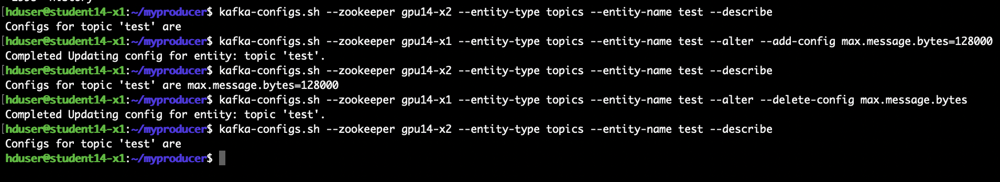 hduser@student14-x1:~/myproducer$ kafka-configs.sh --zookeeper gpu14-x2 --entity-type topics --entity-name test --describe
Configs for topic 'test' are
hduser@student14-x1:~/myproducer$ kafka-configs.sh --zookeeper gpu14-x1 --entity-type topics --entity-name test --alter --add-config max.message.bytes=128000
Completed Updating config for entity: topic 'test'.
hduser@student14-x1:~/myproducer$ kafka-configs.sh --zookeeper gpu14-x2 --entity-type topics --entity-name test --describe
Configs for topic 'test' are max.message.bytes=128000
hduser@student14-x1:~/myproducer$ kafka-configs.sh --zookeeper gpu14-x1 --entity-type topics --entity-name test --alter --delete-config max.message.bytes
Completed Updating config for entity: topic 'test'.
hduser@student14-x1:~/myproducer$ kafka-configs.sh --zookeeper gpu14-x2 --entity-type topics --entity-name test --describe
Configs for topic 'test' are
hduser@student14-x1:~/myproducer$